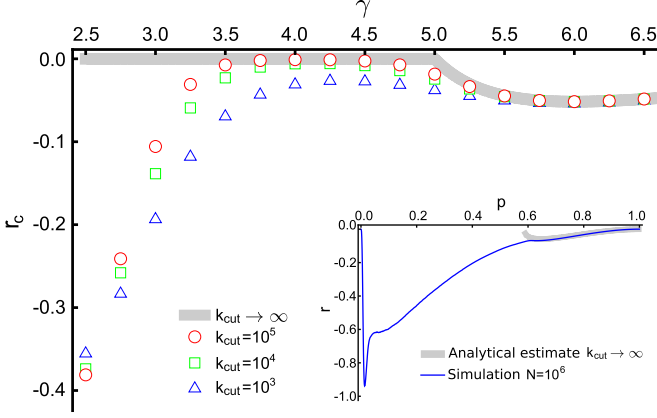 γ
2.5 3.0 3.5 4.0 4.5 5.0 5.5 6.0 6.5
0.0
-0.1
-0.2
-0.3
-0.4
r_c
k_cut → ∞
k_cut=10^5
k_cut=10^4
k_cut=10^3
p
0.0 0.2 0.4 0.6 0.8 1.0
0.0
-0.2
-0.4
-0.6
-0.8
-1.0
r
Analytical estimate k_cut → ∞
Simulation N=10^6